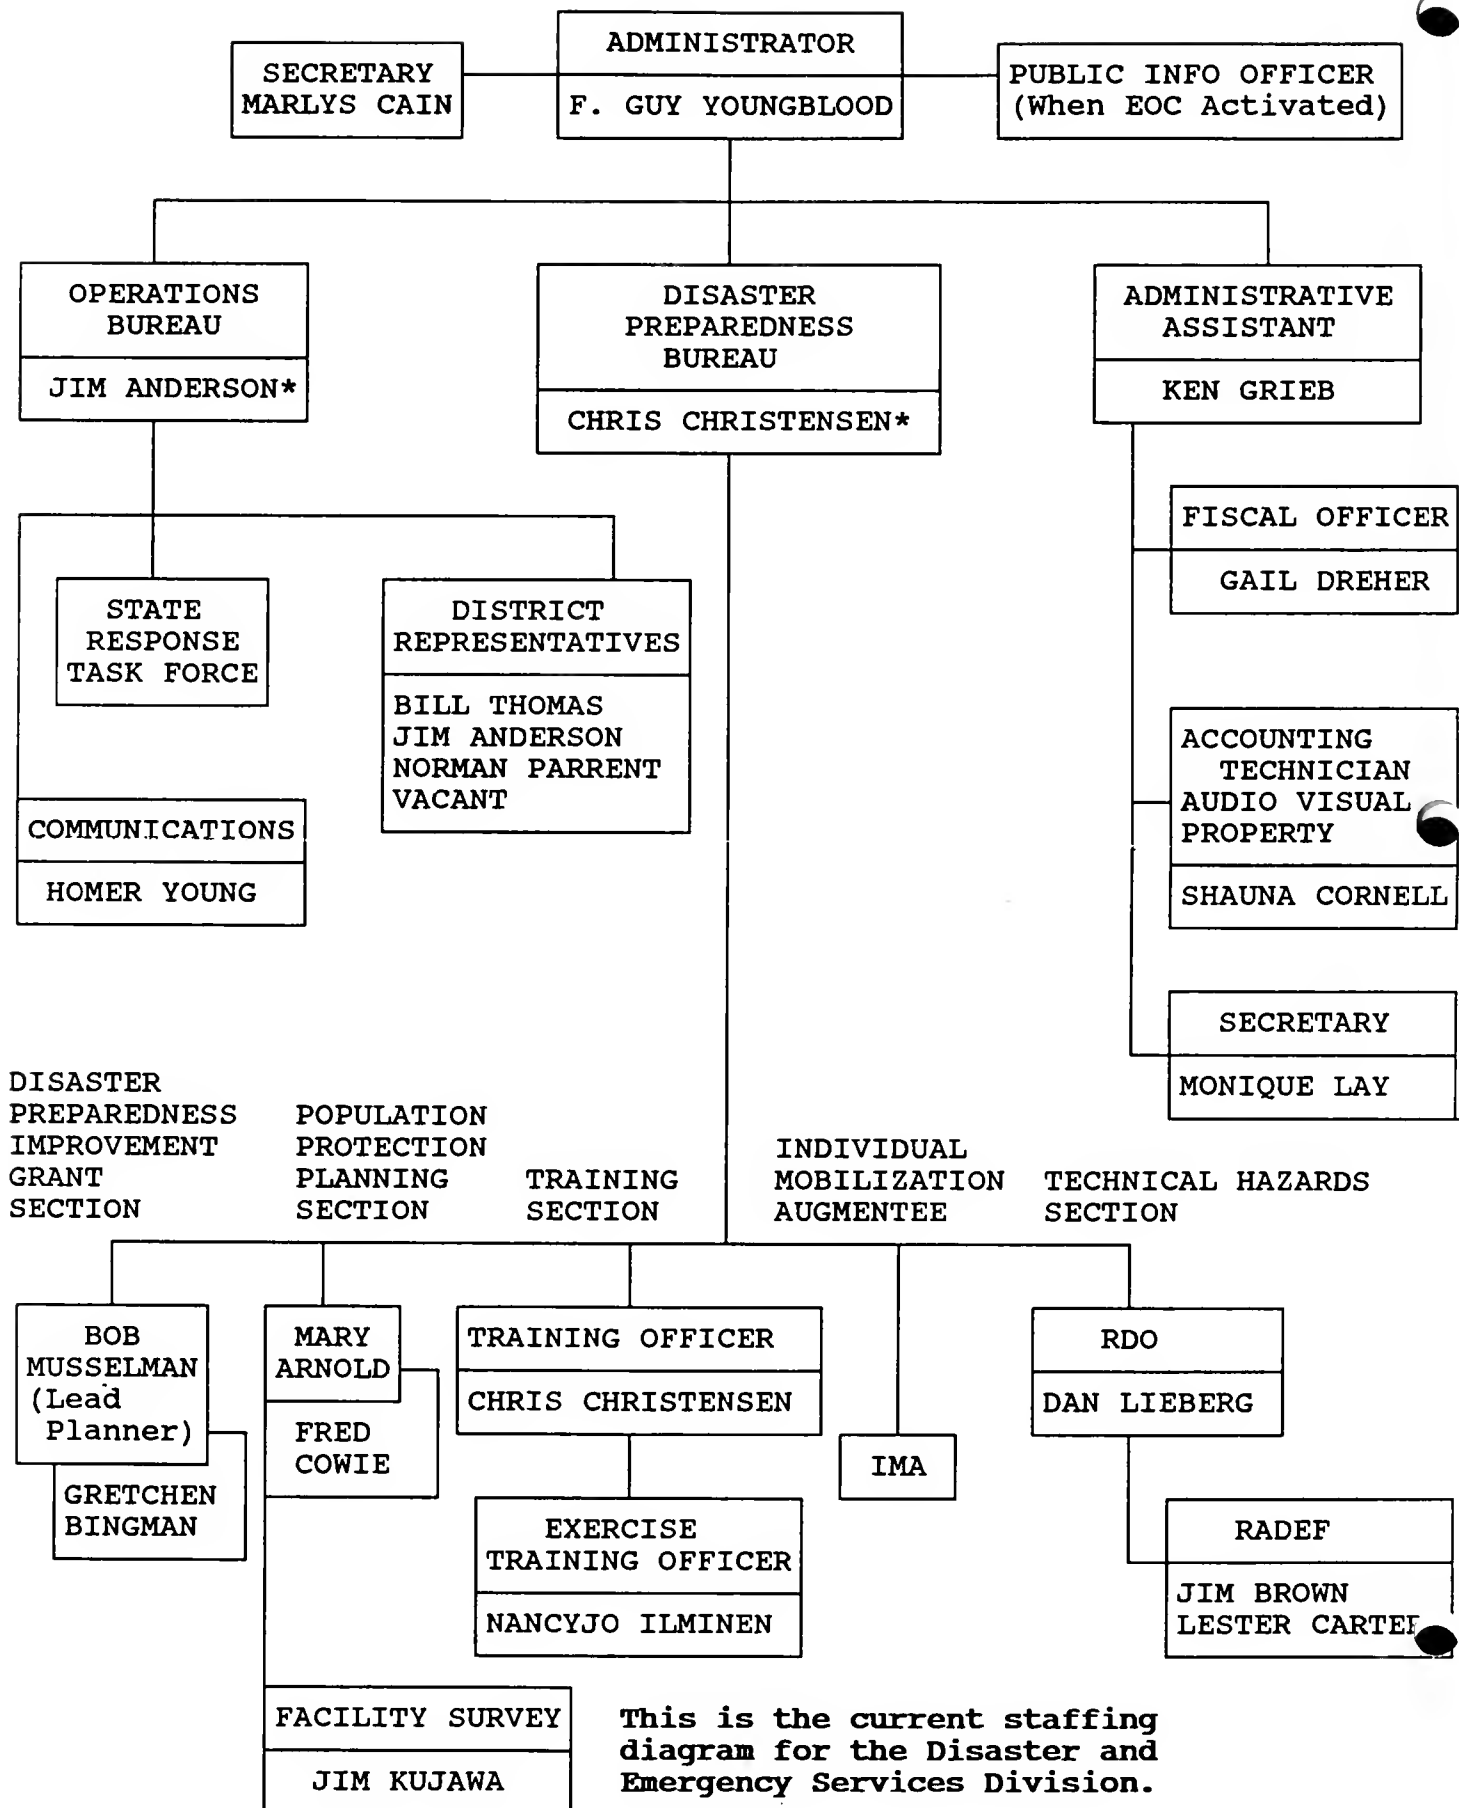 ADMINISTRATOR
F. GUY YOUNGBLOOD
SECRETARY
MARLYS CAIN
PUBLIC INFO OFFICER
(When EOC Activated)
OPERATIONS
BUREAU
JIM ANDERSON*
DISASTER
PREPAREDNESS
BUREAU
CHRIS CHRISTENSEN*
ADMINISTRATIVE
ASSISTANT
KEN GRIEB
FISCAL OFFICER
GAIL DREHER
STATE
RESPONSE
TASK FORCE
DISTRICT
REPRESENTATIVES
BILL THOMAS
JIM ANDERSON
NORMAN PARRENT
VACANT
ACCOUNTING
TECHNICIAN
AUDIO VISUAL
PROPERTY
SHAUNA CORNELL
COMMUNICATIONS
HOMER YOUNG
SECRETARY
MONIQUE LAY
DISASTER
PREPAREDNESS
IMPROVEMENT
GRANT
SECTION
POPULATION
PROTECTION
PLANNING
SECTION
TRAINING
SECTION
INDIVIDUAL
MOBILIZATION
AUGMENTEE
TECHNICAL HAZARDS
SECTION
BOB
MUSSELMAN
(Lead
Planner)
GRETCHEN
BINGMAN
MARY
ARNOLD
FRED
COWIE
TRAINING OFFICER
CHRIS CHRISTENSEN
EXERCISE
TRAINING OFFICER
NANCYJO ILMINEN
IMA
RDO
DAN LIEBERG
RADEF
JIM BROWN
LESTER
FACILITY SURVEY
JIM KUJAWA
This is the current staffing
diagram for the Disaster and
Emergency Services Division.